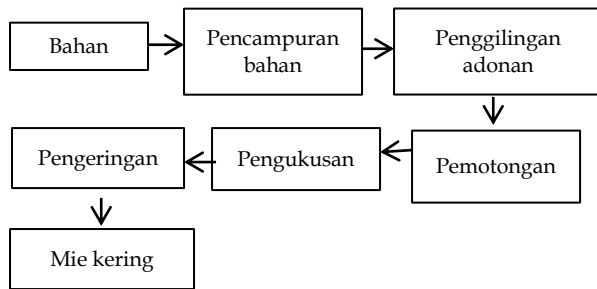 Bahan
Pencampuran
bahan
Penggilingan
adonan
Pemotongan
Pengukusan
Pengeringan
Mie kering